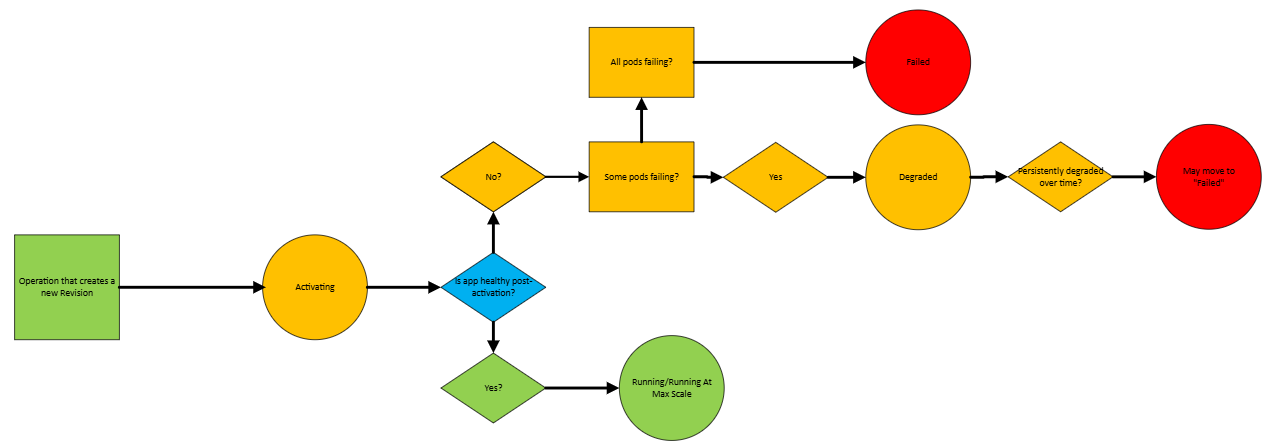 All pods failing?
Failed
No?
Some pods failing?
Yes
Degraded
Persistently degraded
over time?
May move to
"Failed"
Operation that creates a
new Revision
Activating
Is app healthy post-
activation?
Yes?
Running/Running At
Max Scale